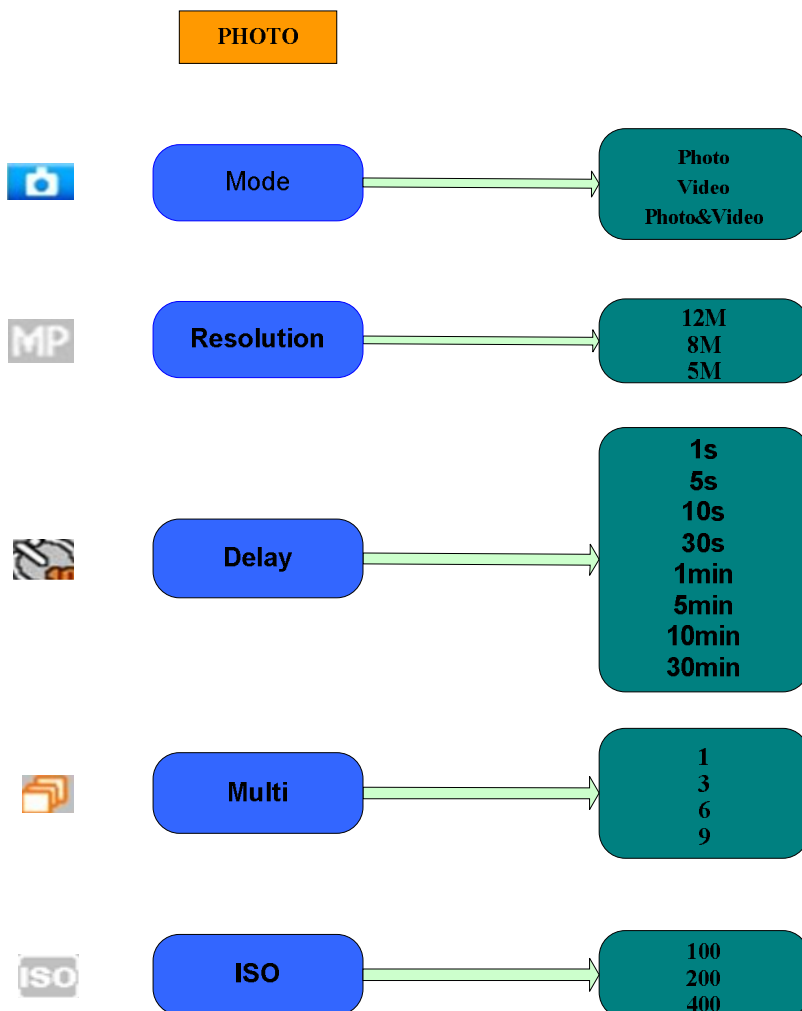 PHOTO
Mode
Photo
Video
Photo&Video
MP
Resolution
12M
8M
5M
Delay
1s
5s
10s
30s
1min
5min
10min
30min
Multi
1
3
6
9
ISO
ISO
100
200
400